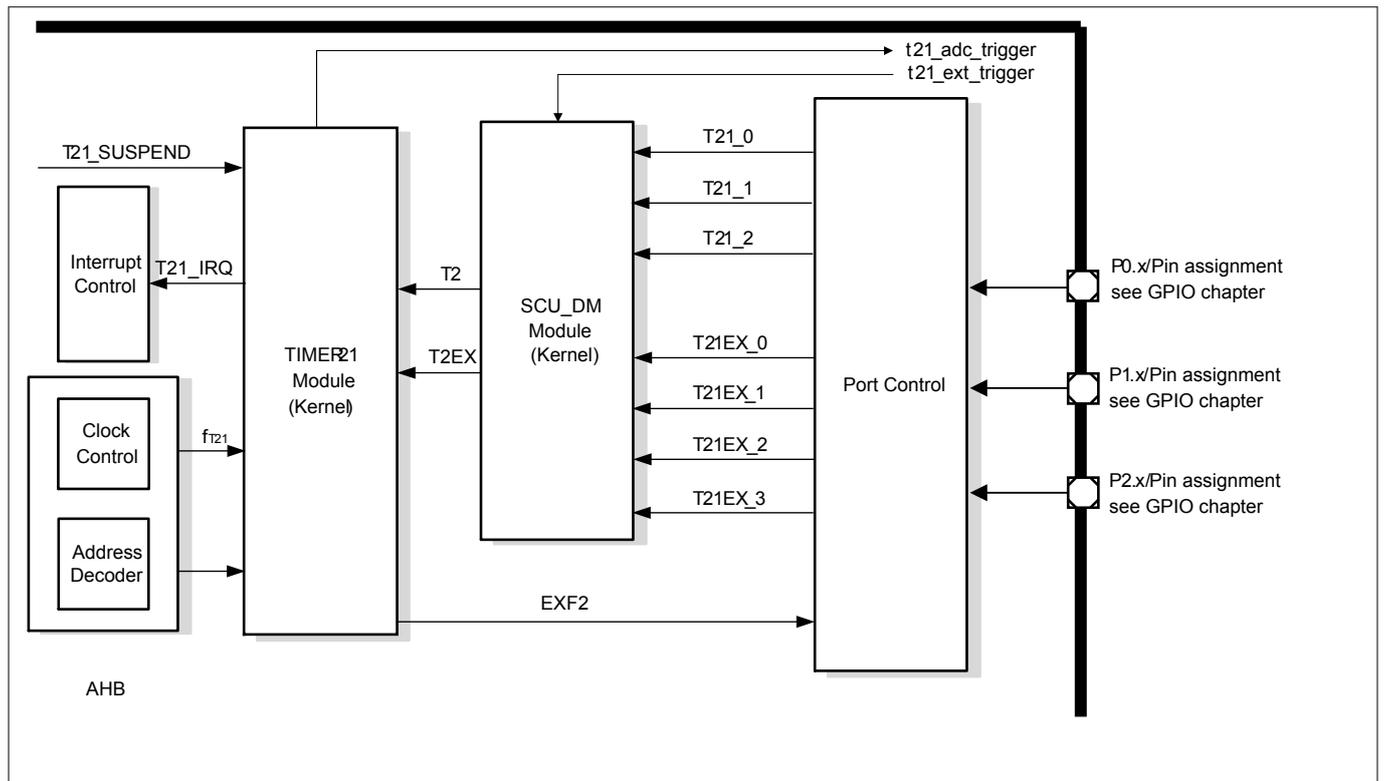 t21_adc_trigger
t21_ext_trigger
T21_SUSPEND
Interrupt
Control
T21_IRQ
Clock
Control
fT21
Address
Decoder
AHB
TIMER21
Module
(Kernel)
T2
T2EX
SCU_DM
Module
(Kernel)
T21_0
T21_1
T21_2
T21EX_0
T21EX_1
T21EX_2
T21EX_3
EXF2
Port Control
P0.x/Pin assignment
see GPIO chapter
P1.x/Pin assignment
see GPIO chapter
P2.x/Pin assignment
see GPIO chapter